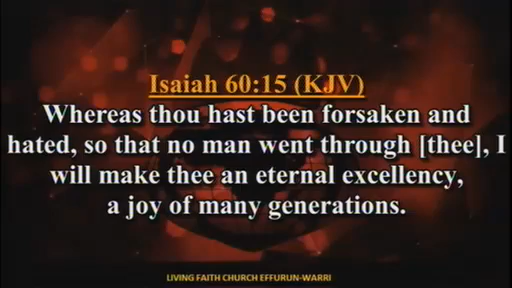 Isaiah 60:15 (KJV)
Whereas thou hast been forsaken and
hated, so that no man went through [thee], I
will make thee an eternal excellency,
a joy of many generations.
LIVING FAITH CHURCH EFFURUN-WARRI